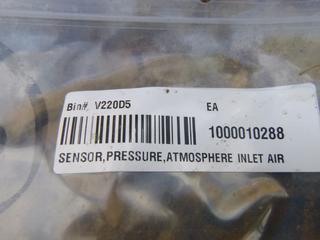 Bin#, V220D5 EA
1000010288
SENSOR,PRESSURE,ATMOSPHERE INLET AIR